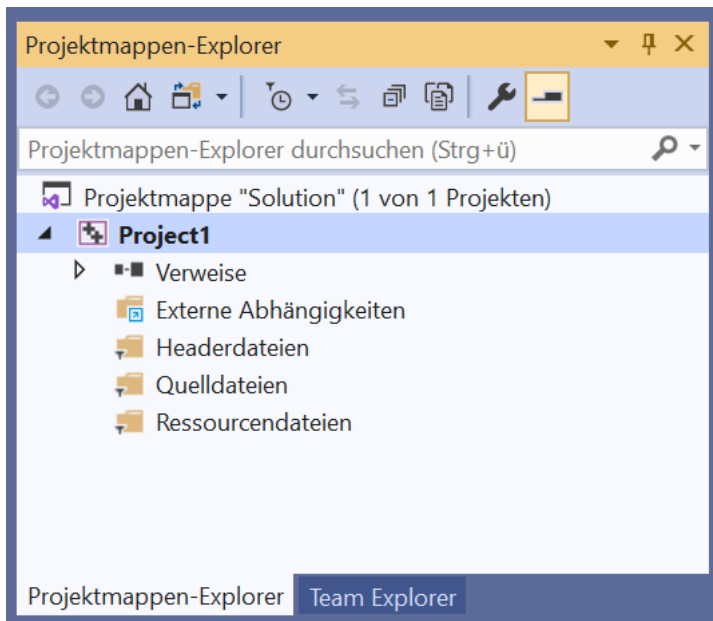 Projektmappen-Explorer
Projektmappen-Explorer durchsuchen (Strg+ü)
Projektmappe "Solution" (1 von 1 Projekten)
Project1
Verweise
Externe Abhängigkeiten
Headerdateien
Quelldateien
Ressourcendateien
Projektmappen-Explorer Team Explorer